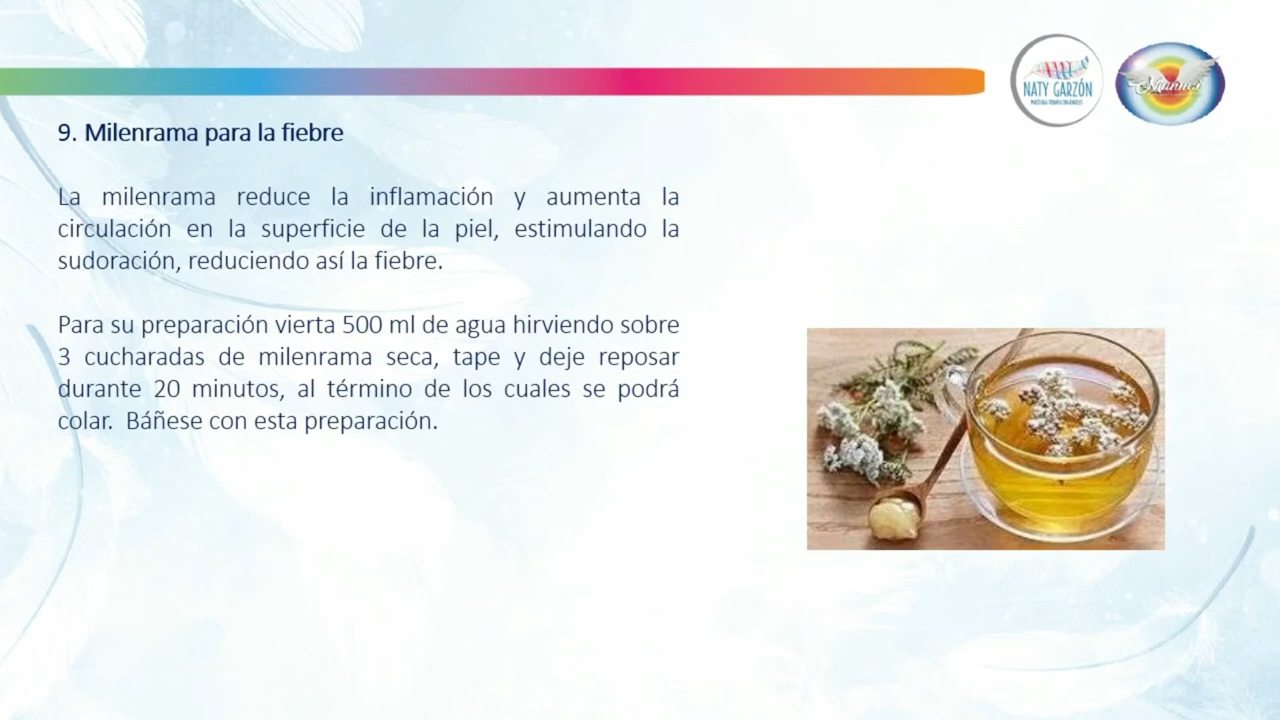 NATY GARZÓN
9. Milenrama para la fiebre
La milenrama reduce la inflamación y aumenta la
circulación en la superficie de la piel, estimulando la
sudoración, reduciendo así la fiebre.
Para su preparación vierta 500 ml de agua hirviendo sobre
3 cucharadas de milenrama seca, tape y deje reposar
durante 20 minutos, al término de los cuales se podrá
colar.  Báñese con esta preparación.